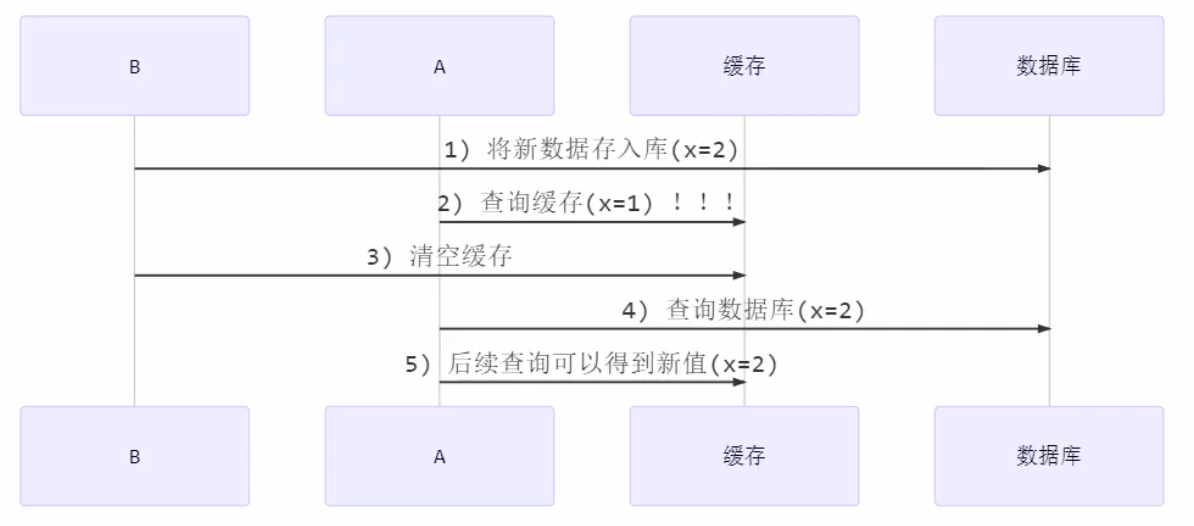 B
A
缓存
数据库
1) 将新数据存入库(x=2)
2) 查询缓存(x=1) ！！！
3) 清空缓存
4) 查询数据库(x=2)
5) 后续查询可以得到新值(x=2)
B
A
缓存
数据库